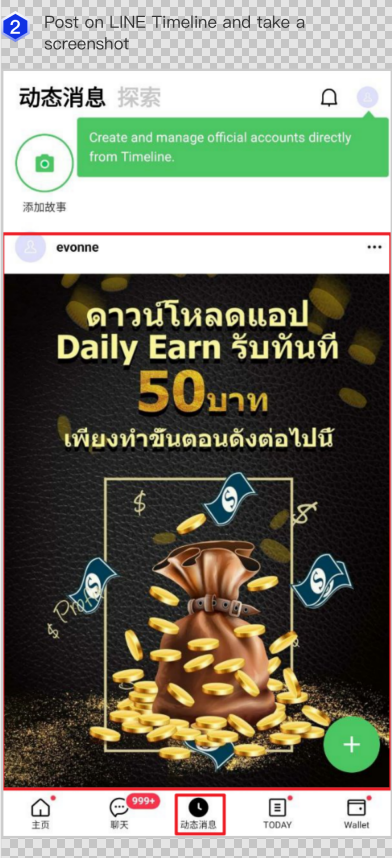 2
Post on LINE Timeline and take a
screenshot
动态消息 探索
Create and manage official accounts directly
from Timeline.
添加故事
evonne
ดาวน์โหลดแอป
Daily Earn รับทันที
50บาท
เพียงทำขั้นตอนดังต่อไปนี้
$
$
$
$
Profit
$
$
999+
主页
聊天
动态消息
TODAY
Wallet